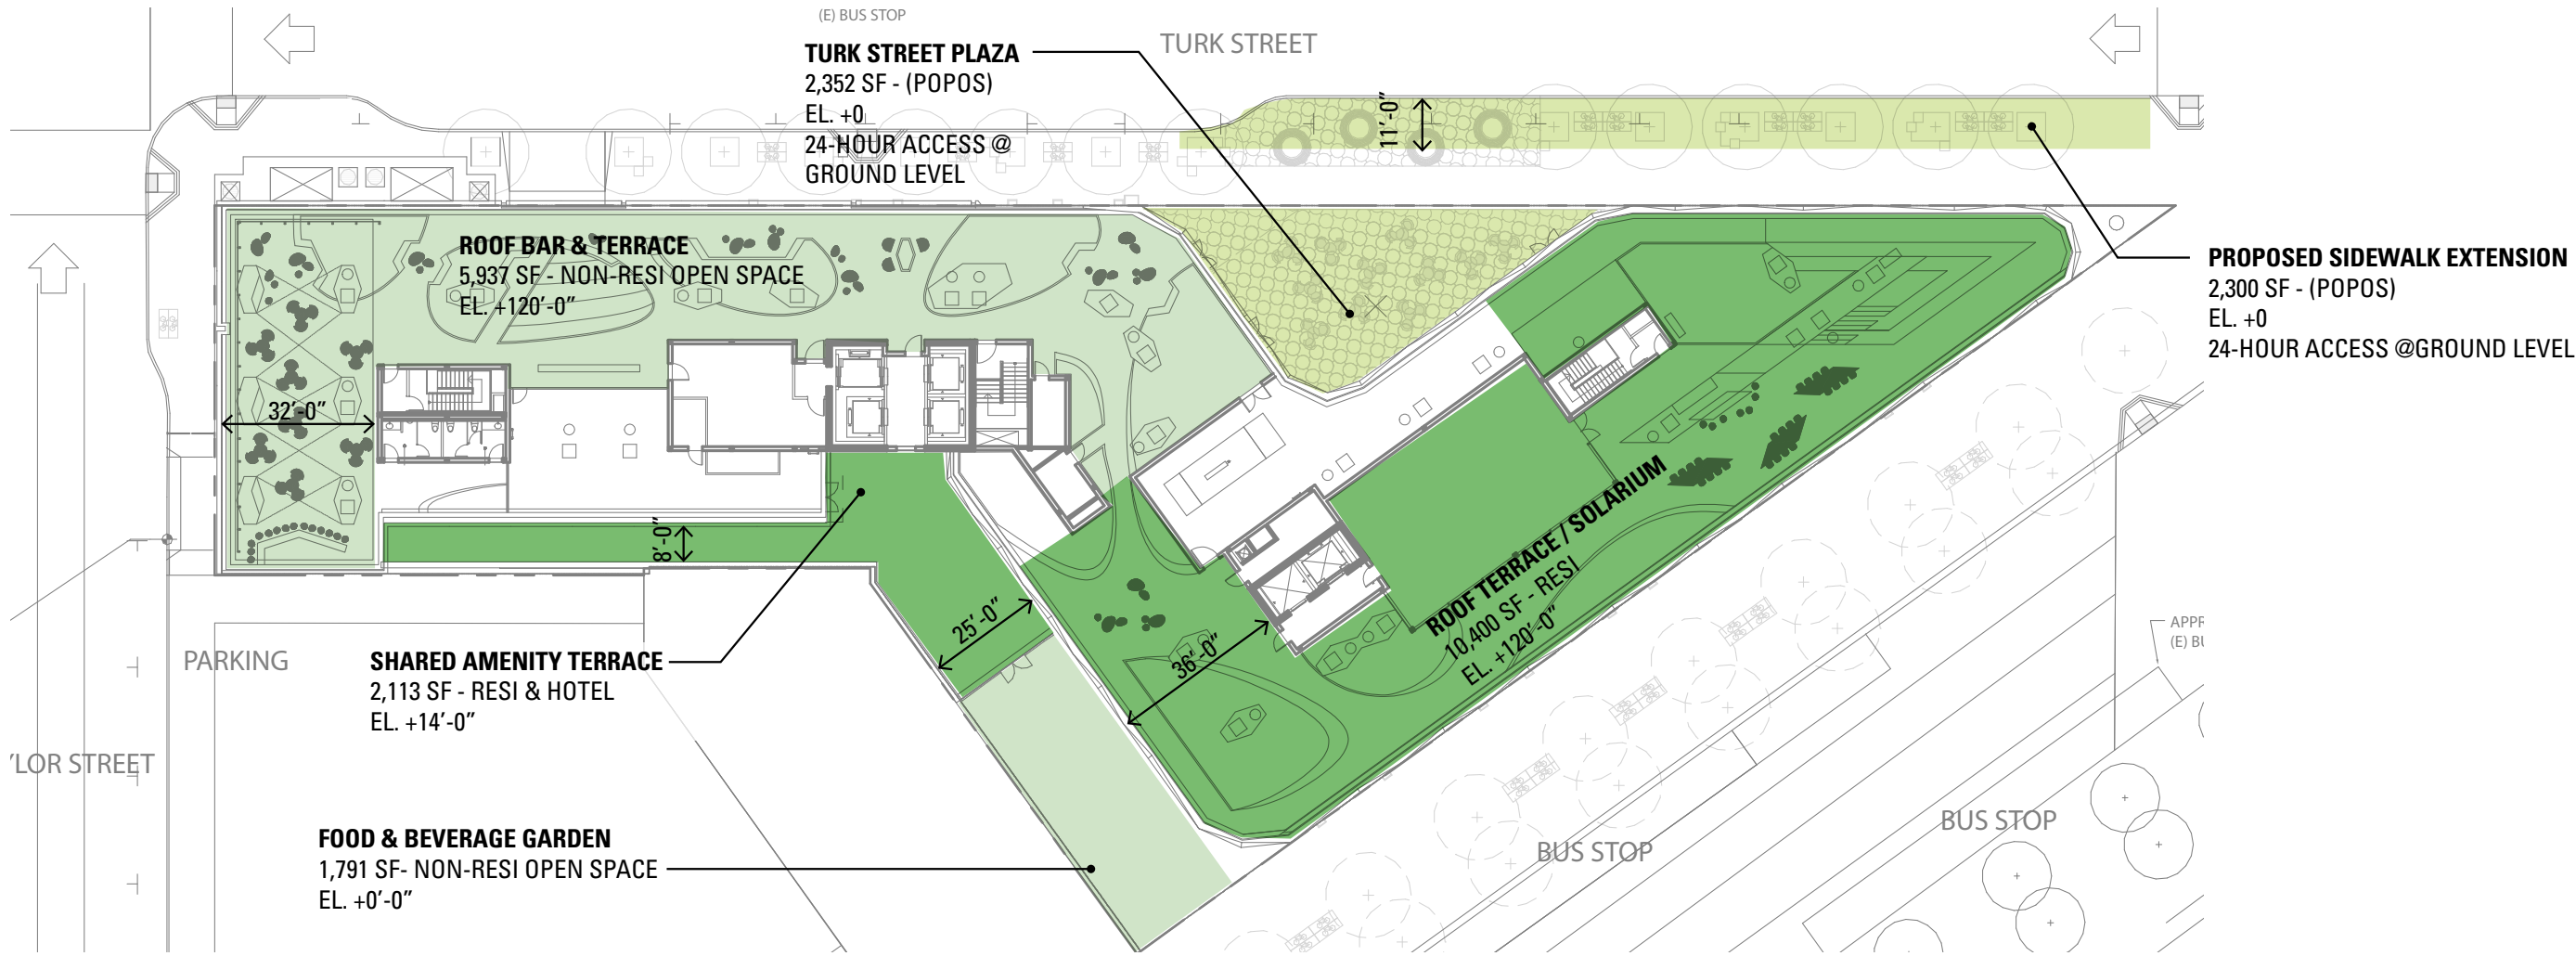 (E) BUS STOP
TURK STREET PLAZA
2,352 SF - (POPOS)
EL. +0
24-HOUR ACCESS @
GROUND LEVEL
TURK STREET
11'-0"
ROOF BAR & TERRACE
5,937 SF - NON-RESI OPEN SPACE
EL. +120'-0"
PROPOSED SIDEWALK EXTENSION
2,300 SF - (POPOS)
EL. +0
24-HOUR ACCESS @GROUND LEVEL
32'-0"
8'-0"
ROOF TERRACE / SOLARIUM
10,400 SF - RESI
EL. +120'-0"
25'-0"
36'-0"
PARKING
SHARED AMENITY TERRACE
2,113 SF - RESI & HOTEL
EL. +14'-0"
APPR
(E) BU
YLOR STREET
FOOD & BEVERAGE GARDEN
1,791 SF- NON-RESI OPEN SPACE
EL. +0'-0"
BUS STOP
BUS STOP